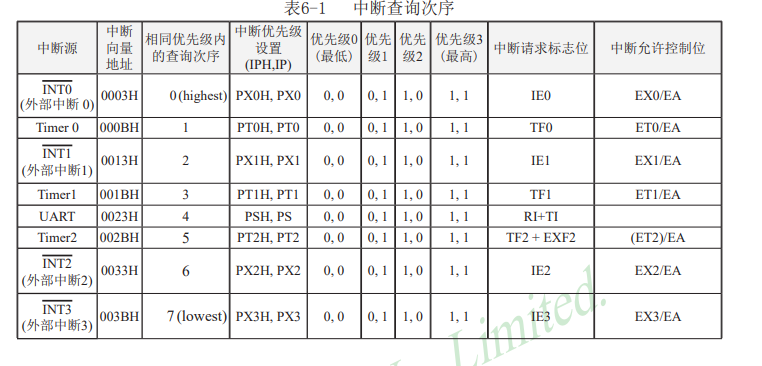 表6-1 中断查询次序
中断源 中断向量地址 相同优先级内的查询次序 中断优先级设置(IPH,IP) 优先级0(最低) 优先级1 优先级2 优先级3(最高) 中断请求标志位 中断允许控制位
INT0(外部中断 0) 0003H 0 (highest) PX0H, PX0 0, 0 0, 1 1, 0 1, 1 IE0 EX0/EA
Timer 0 000BH 1 PT0H, PT0 0, 0 0, 1 1, 0 1, 1 TF0 ET0/EA
INT1(外部中断1) 0013H 2 PX1H, PX1 0, 0 0, 1 1, 0 1, 1 IE1 EX1/EA
Timer1 001BH 3 PT1H, PT1 0, 0 0, 1 1, 0 1, 1 TF1 ET1/EA
UART 0023H 4 PSH, PS 0, 0 0, 1 1, 0 1, 1 RI+TI
Timer2 002BH 5 PT2H, PT2 0, 0 0, 1 1, 0 1, 1 TF2 + EXF2 (ET2)/EA
INT2(外部中断2) 0033H 6 PX2H, PX2 0, 0 0, 1 1, 0 1, 1 IE2 EX2/EA
INT3(外部中断3) 003BH 7 (lowest) PX3H, PX3 0, 0 0, 1 1, 0 1, 1 IE3 EX3/EA
Limited.